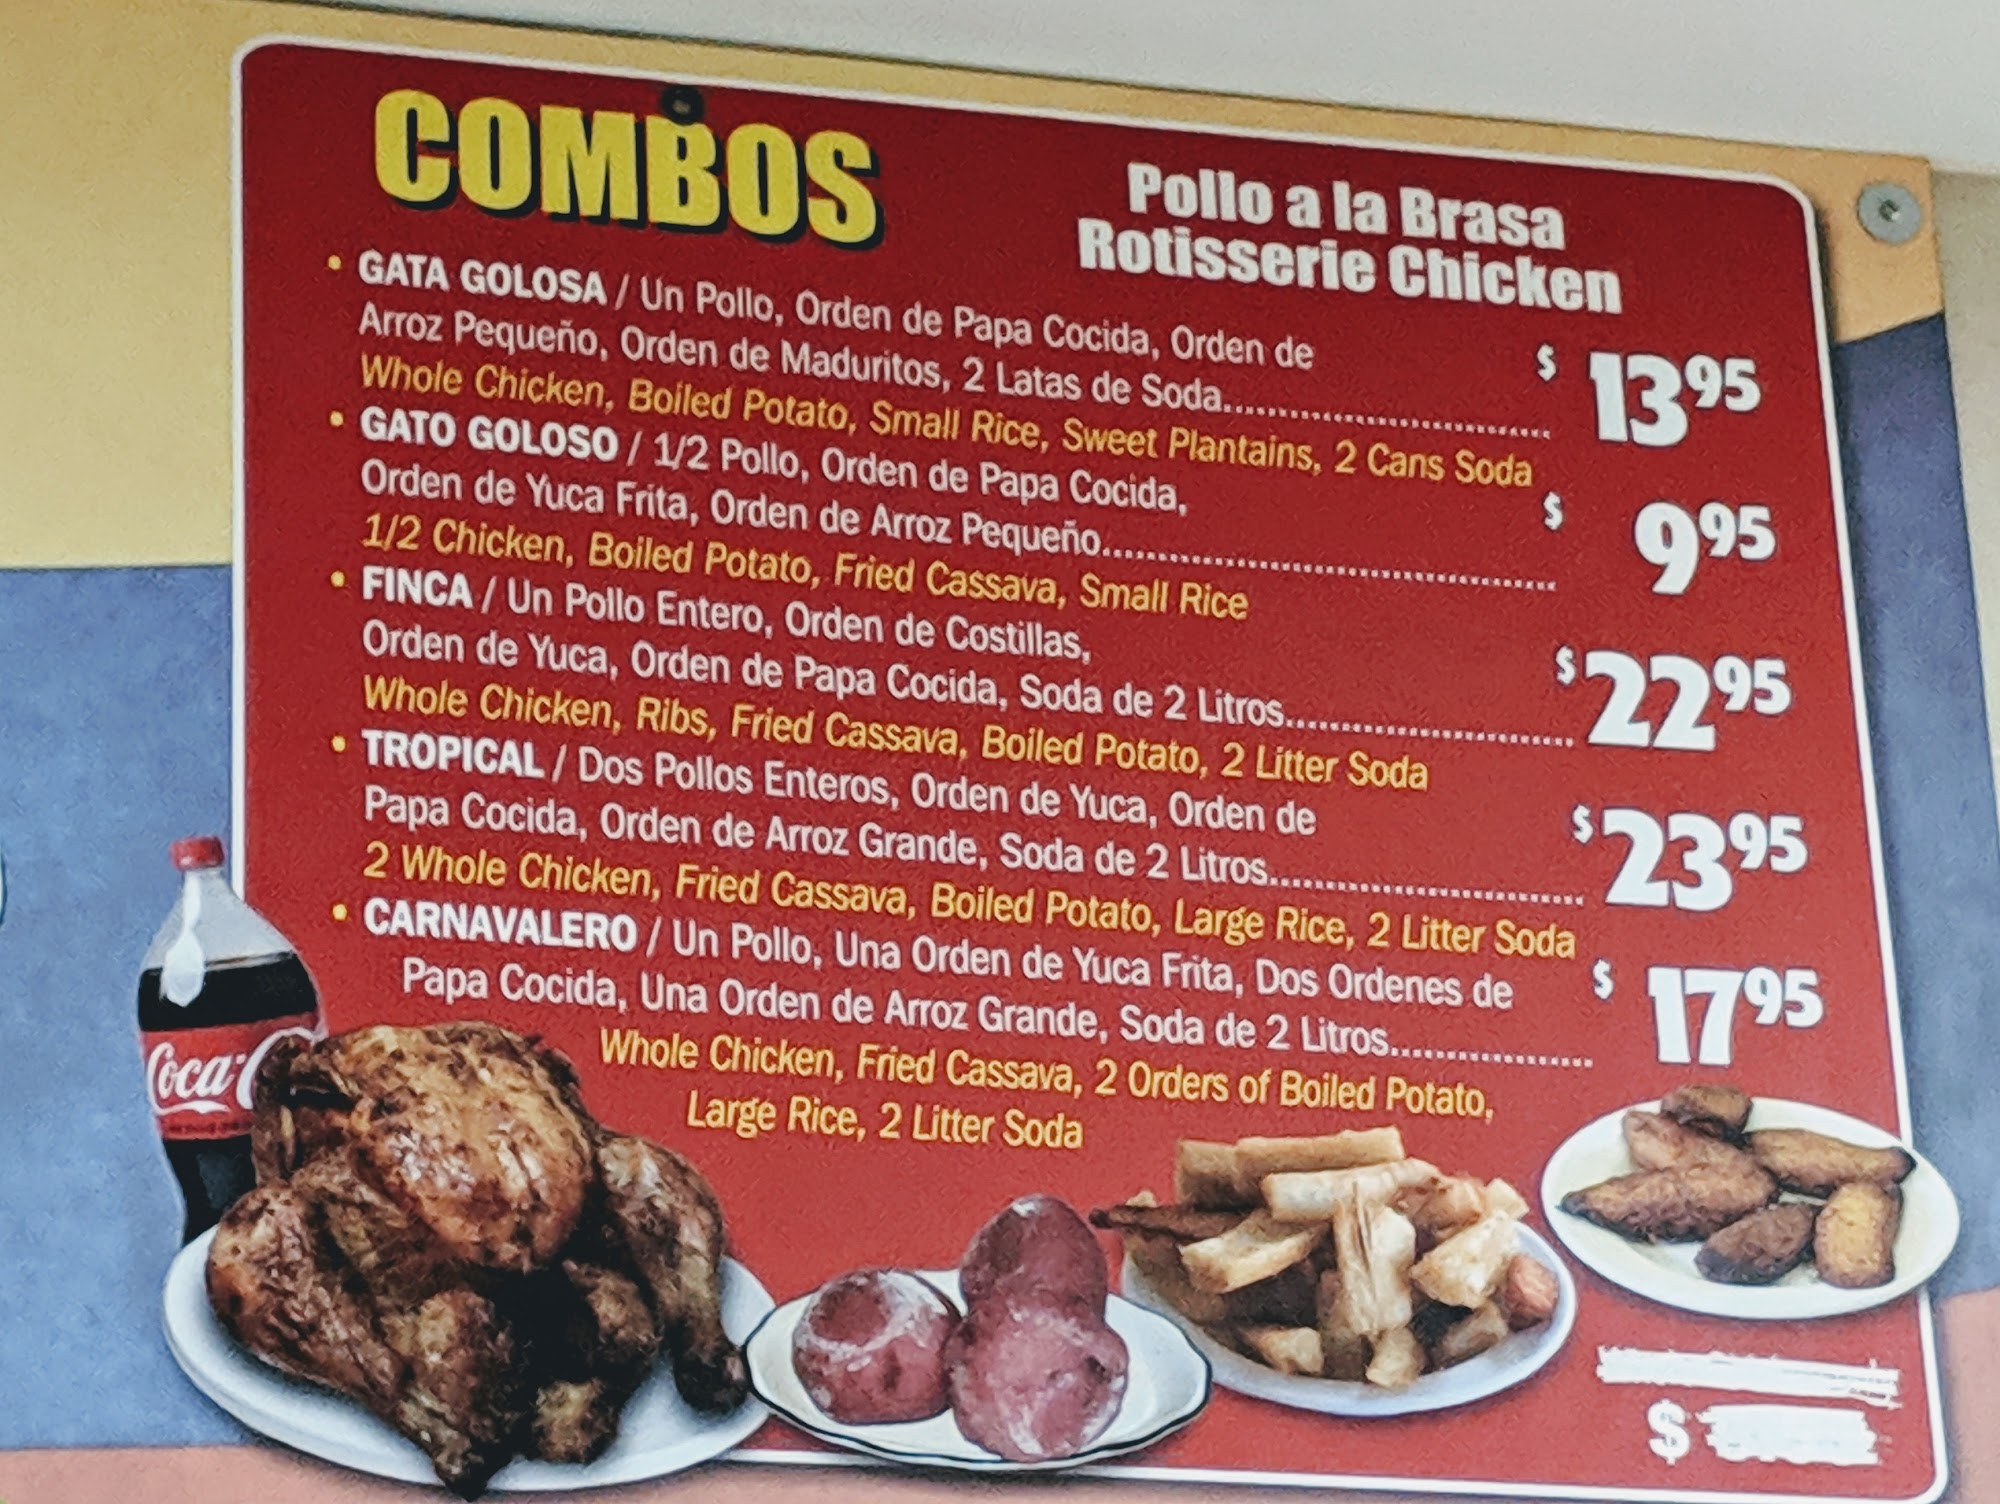 COMBOS
Pollo a la Brasa
Rotisserie Chicken
• GATA GOLOSA / Un Pollo, Orden de Papa Cocida, Orden de
Arroz Pequeño, Orden de Maduritos, 2 Latas de Soda.............................. $ 13 95
Whole Chicken, Boiled Potato, Small Rice, Sweet Plantains, 2 Cans Soda
• GATO GOLOSO / 1/2 Pollo, Orden de Papa Cocida,
Orden de Yuca Frita, Orden de Arroz Pequeño.......................................... $ 9 95
1/2 Chicken, Boiled Potato, Fried Cassava, Small Rice
• FINCA / Un Pollo Entero, Orden de Costillas,
Orden de Yuca, Orden de Papa Cocida, Soda de 2 Litros.......................... $ 22 95
Whole Chicken, Ribs, Fried Cassava, Boiled Potato, 2 Litter Soda
• TROPICAL / Dos Pollos Enteros, Orden de Yuca, Orden de
Papa Cocida, Orden de Arroz Grande, Soda de 2 Litros............................ $ 23 95
2 Whole Chicken, Fried Cassava, Boiled Potato, Large Rice, 2 Litter Soda
• CARNAVALERO / Un Pollo, Una Orden de Yuca Frita, Dos Ordenes de
Papa Cocida, Una Orden de Arroz Grande, Soda de 2 Litros.................. $ 17 95
Whole Chicken, Fried Cassava, 2 Orders of Boiled Potato,
Large Rice, 2 Litter Soda
Coca-C
$